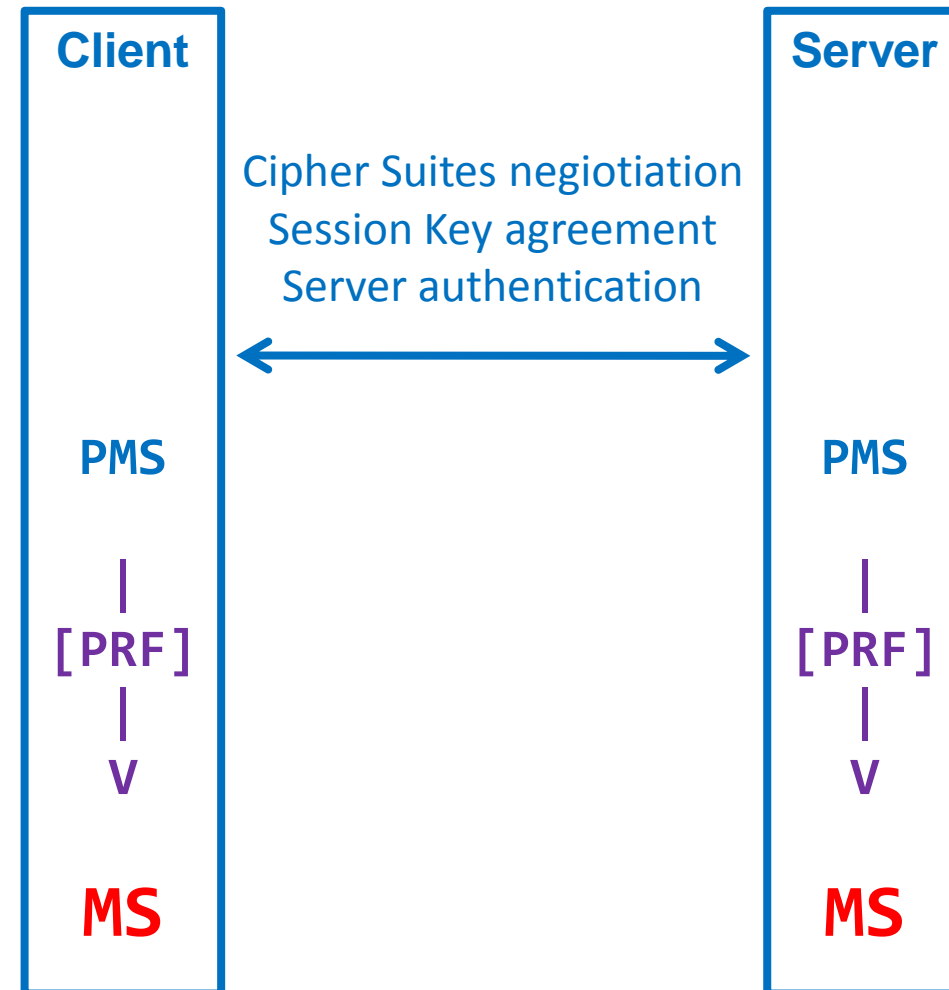 Client Server
Cipher Suites negiotiation
Session Key agreement
Server authentication
PMS PMS
| |
[PRF] [PRF]
| |
V V
MS MS